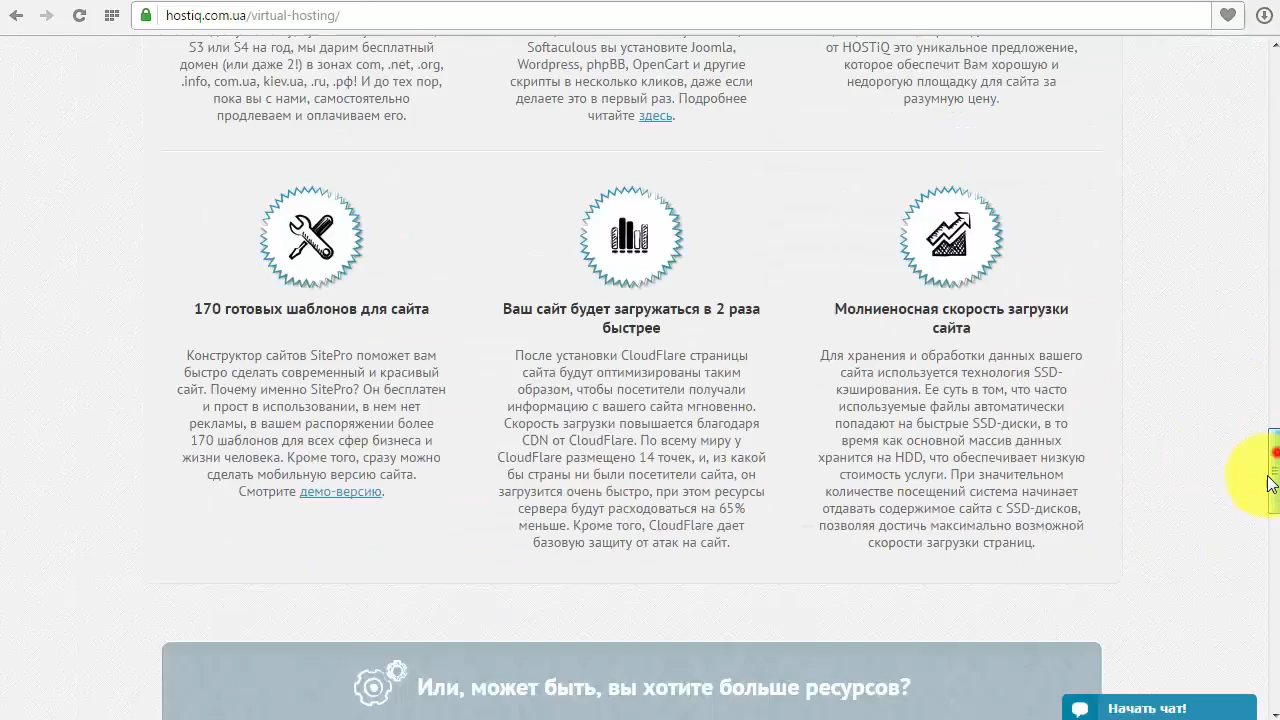 hostiq.com.ua/virtual-hosting/
S3 или S4 на год, мы дарим бесплатный
домен (или даже 2!) в зонах com, .net, .org,
.info, com.ua, kiev.ua, .ru, .рф! И до тех пор,
пока вы с нами, самостоятельно
продлеваем и оплачиваем его.
Softaculous вы установите Joomla,
Wordpress, phpBB, OpenCart и другие
скрипты в несколько кликов, даже если
делаете это в первый раз. Подробнее
читайте здесь.
от HOSTiQ это уникальное предложение,
которое обеспечит Вам хорошую и
недорогую площадку для сайта за
разумную цену.
170 готовых шаблонов для сайта
Конструктор сайтов SitePro поможет вам
быстро сделать современный и красивый
сайт. Почему именно SitePro? Он бесплатен
и прост в использовании, в нем нет
рекламы, в вашем распоряжении более
170 шаблонов для всех сфер бизнеса и
жизни человека. Кроме того, сразу можно
сделать мобильную версию сайта.
Смотрите демо-версию.
Ваш сайт будет загружаться в 2 раза
быстрее
После установки CloudFlare страницы
сайта будут оптимизированы таким
образом, чтобы посетители получали
информацию с вашего сайта мгновенно.
Скорость загрузки повышается благодаря
CDN от CloudFlare. По всему миру у
CloudFlare размещено 14 точек, и, из какой
бы страны ни были посетители сайта, он
загрузится очень быстро, при этом ресурсы
сервера будут расходоваться на 65%
меньше. Кроме того, CloudFlare дает
базовую защиту от атак на сайт.
Молниеносная скорость загрузки
сайта
Для хранения и обработки данных вашего
сайта используется технология SSD-
кэширования. Ее суть в том, что часто
используемые файлы автоматически
попадают на быстрые SSD-диски, в то
время как основной массив данных
хранится на HDD, что обеспечивает низкую
стоимость услуги. При значительном
количестве посещений система начинает
отдавать содержимое сайта с SSD-дисков,
позволяя достичь максимально возможной
скорости загрузки страниц.
Или, может быть, вы хотите больше ресурсов?
Начать чат!